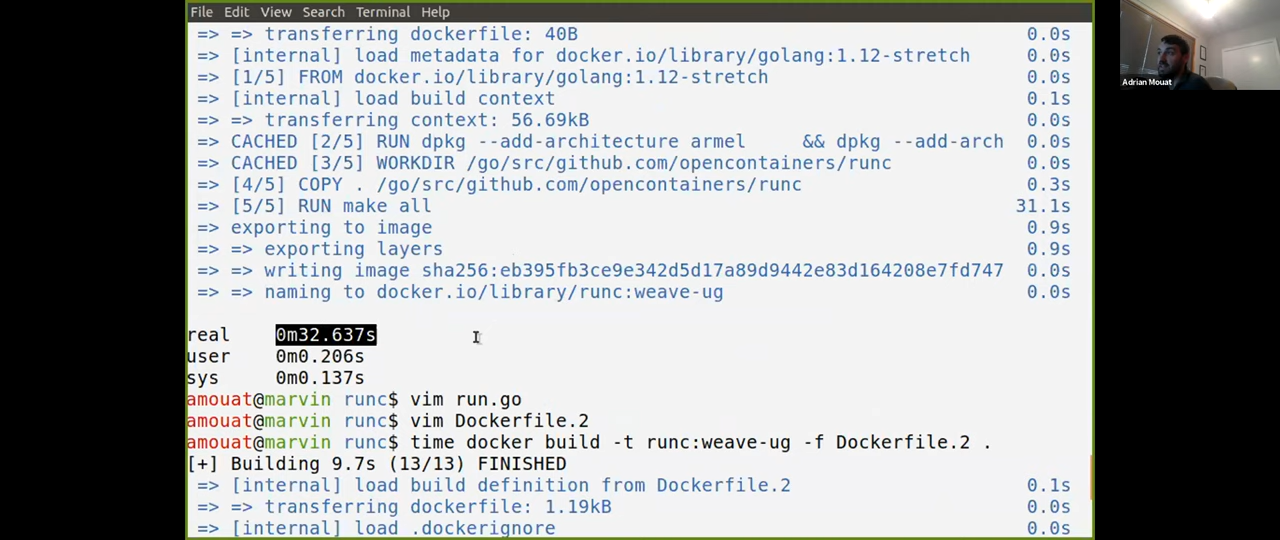 File Edit View Search Terminal Help
=> => transferring dockerfile: 40B 0.0s
=> [internal] load metadata for docker.io/library/golang:1.12-stretch 0.0s
=> [1/5] FROM docker.io/library/golang:1.12-stretch 0.0s
=> [internal] load build context 0.1s
=> => transferring context: 56.69kB 0.0s
=> CACHED [2/5] RUN dpkg --add-architecture armel && dpkg --add-arch 0.0s
=> CACHED [3/5] WORKDIR /go/src/github.com/opencontainers/runc 0.0s
=> [4/5] COPY . /go/src/github.com/opencontainers/runc 0.3s
=> [5/5] RUN make all 31.1s
=> exporting to image 0.9s
=> => exporting layers 0.9s
=> => writing image sha256:eb395fb3ce9e342d5d17a89d9442e83d164208e7fd747 0.0s
=> => naming to docker.io/library/runc:weave-ug 0.0s
real 0m32.637s
user 0m0.206s
sys 0m0.137s
amouat@marvin runc$ vim run.go
amouat@marvin runc$ vim Dockerfile.2
amouat@marvin runc$ time docker build -t runc:weave-ug -f Dockerfile.2 .
[+] Building 9.7s (13/13) FINISHED
=> [internal] load build definition from Dockerfile.2 0.1s
=> => transferring dockerfile: 1.19kB 0.0s
=> [internal] load .dockerignore 0.0s
Adrian Mouat